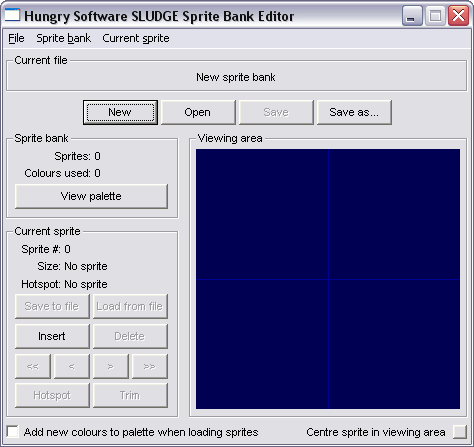 Hungry Software SLUDGE Sprite Bank Editor
File Sprite bank Current sprite
Current file
New sprite bank
New Open Save Save as...
Sprite bank
Sprites: 0
Colours used: 0
View palette
Viewing area
Current sprite
Sprite #: 0
Size: No sprite
Hotspot: No sprite
Save to file Load from file
Insert Delete
<< < > >>
Hotspot Trim
Add new colours to palette when loading sprites Centre sprite in viewing area